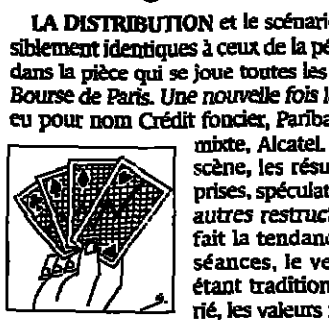 LA DISTRIBUTION et le scénari
siblement identiques à ceux de la pé
dans la pièce qui se joue toutes les
Bourse de Paris. Une nouvelle fois l
eu pour nom Crédit foncier, Pariba
mixte, Alcatel.
scène, les résu
prises, spéculat
autres restruct
fait la tendanc
séances, le ve
étant tradition
rié, les valeurs